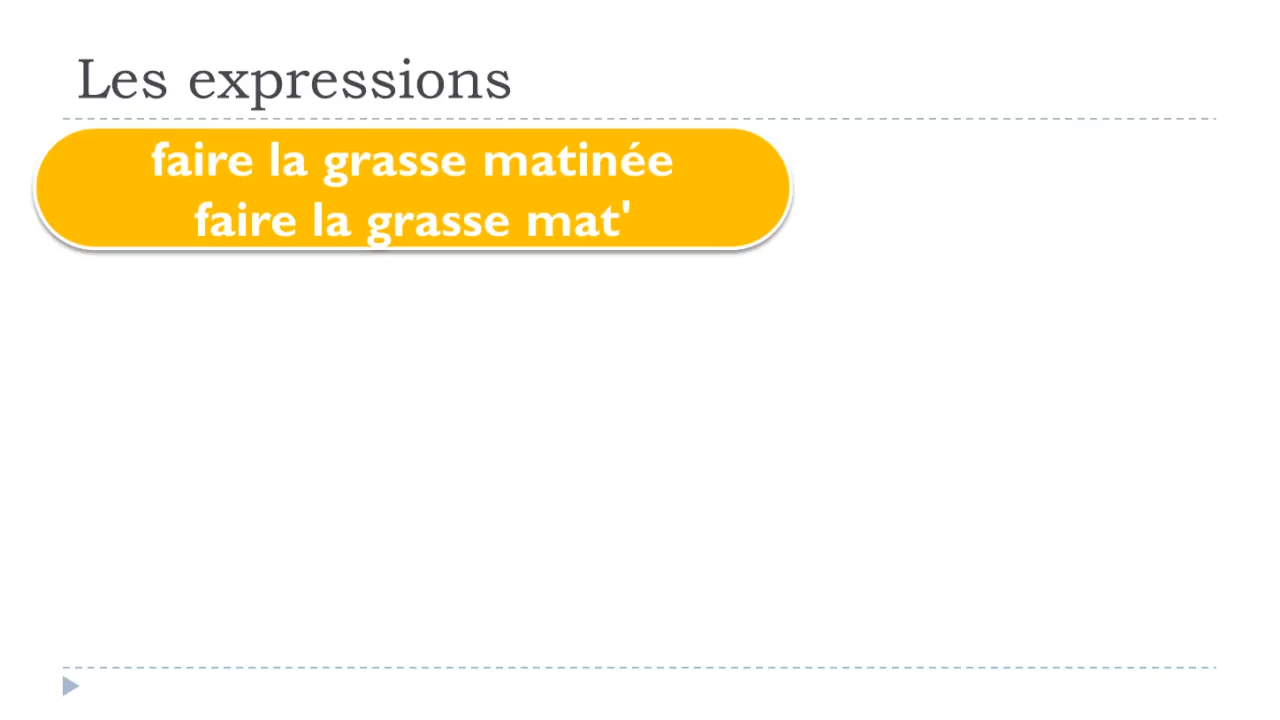 Les expressions
faire la grasse matinée
faire la grasse mat'